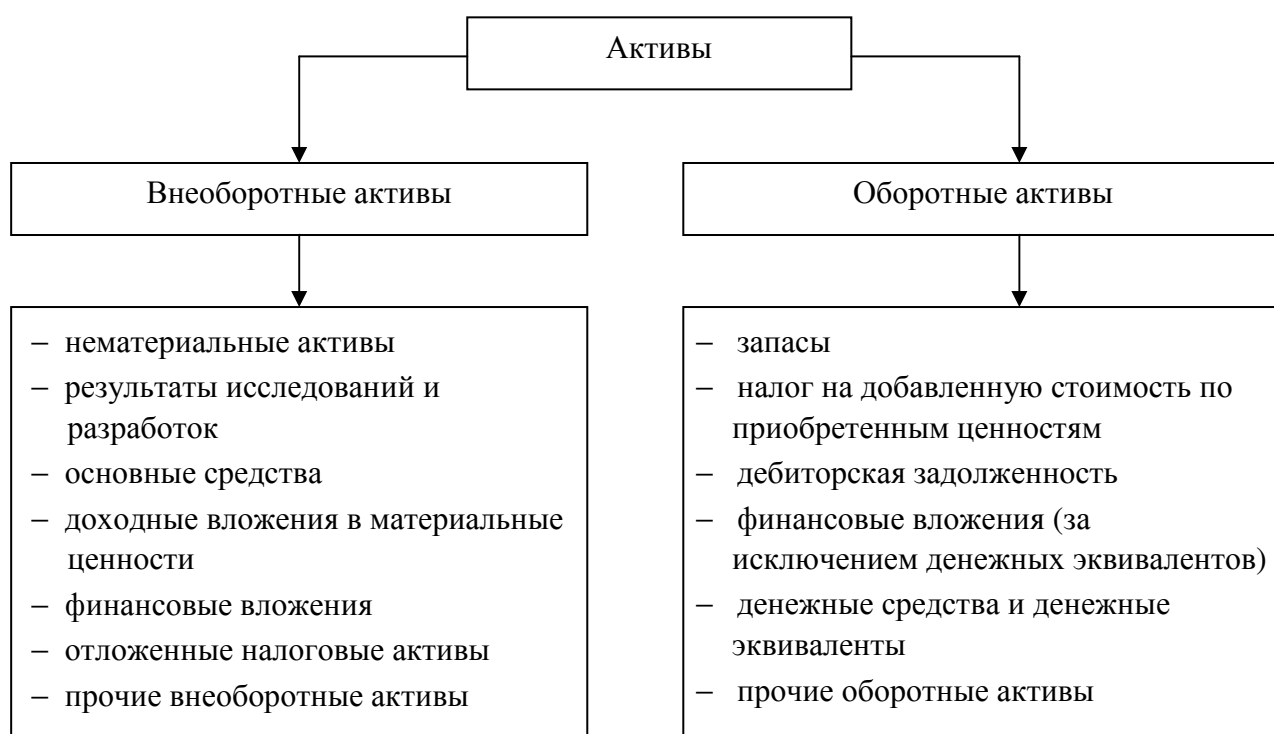 Активы
Внеоборотные активы
Оборотные активы
– нематериальные активы
– результаты исследований и
разработок
– основные средства
– доходные вложения в материальные
ценности
– финансовые вложения
– отложенные налоговые активы
– прочие внеоборотные активы
– запасы
– налог на добавленную стоимость по
приобретенным ценностям
– дебиторская задолженность
– финансовые вложения (за
исключением денежных эквивалентов)
– денежные средства и денежные
эквиваленты
– прочие оборотные активы